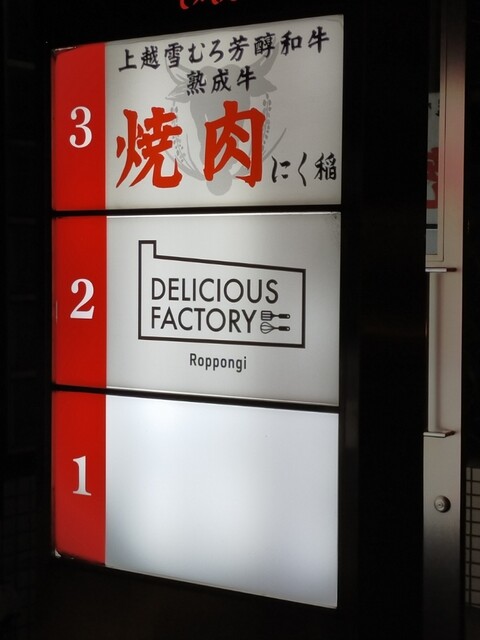 上越雪むろ芳醇和牛
熟成牛
3
焼肉
にく稲
2
DELICIOUS
FACTORY
Roppongi
1